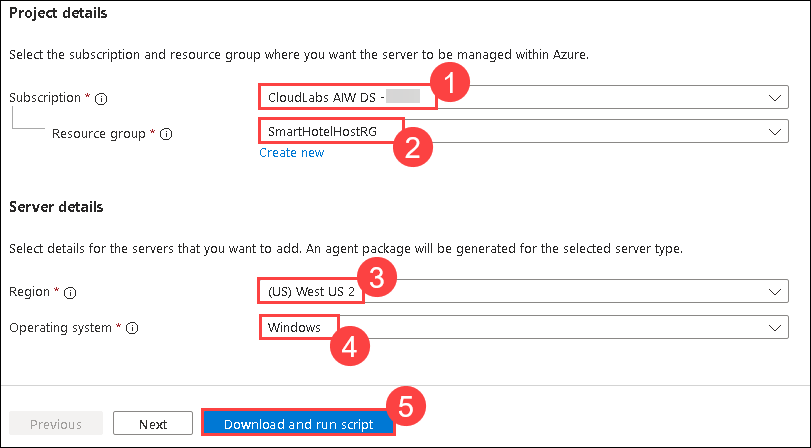 Project details
Select the subscription and resource group where you want the server to be managed within Azure.
Subscription * CloudLabs AIW DS - 1
Resource group * SmartHotelHostRG 2
Create new
Server details
Select details for the servers that you want to add. An agent package will be generated for the selected server type.
Region * (US) West US 2 3
Operating system * Windows 4
Previous Next Download and run script 5